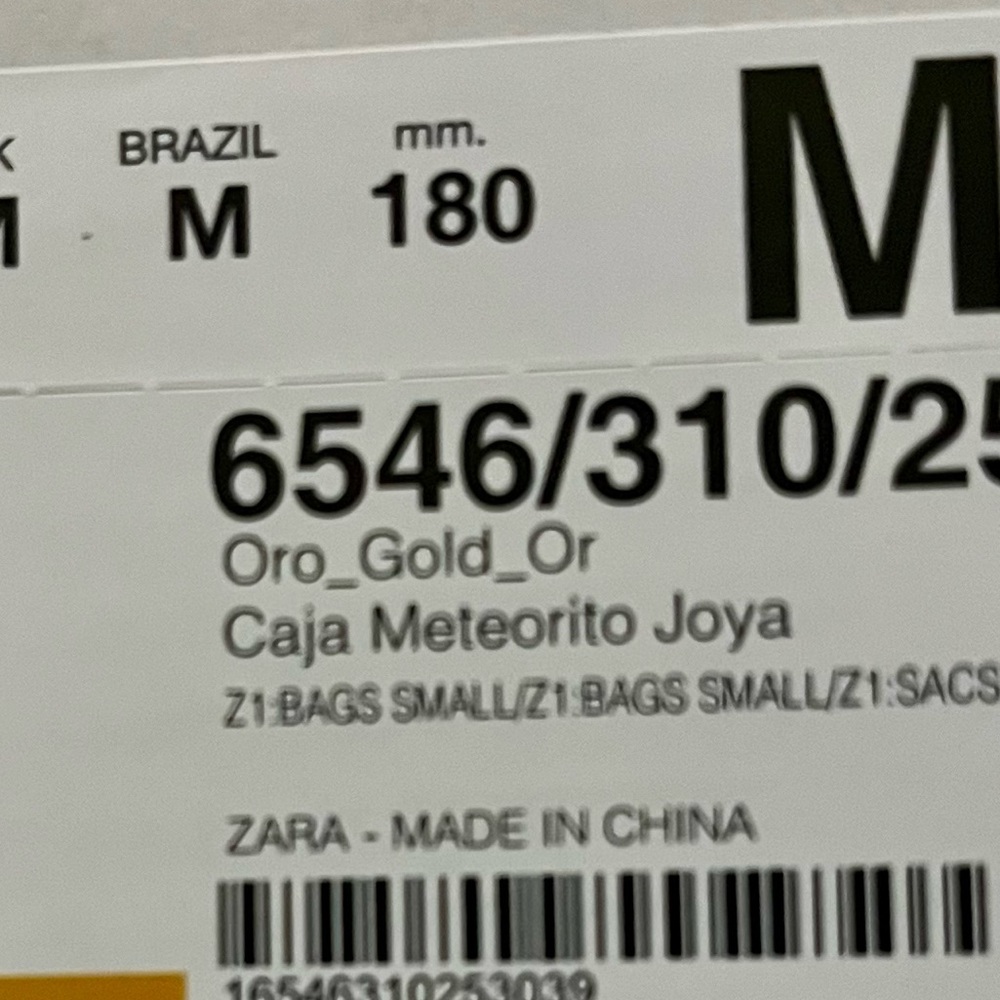 BRAZIL mm.
M 180 M
6546/310/25
Oro_Gold_Or
Caja Meteorito Joya
Z1:BAGS SMALL/Z1:BAGS SMALL/Z1:SACS
ZARA - MADE IN CHINA
16546310253039